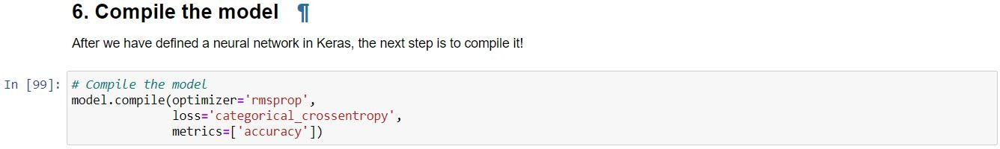 6. Compile the model ¶
After we have defined a neural network in Keras, the next step is to compile it!
In [99]: # Compile the model
model.compile(optimizer='rmsprop',
loss='categorical_crossentropy',
metrics=['accuracy'])